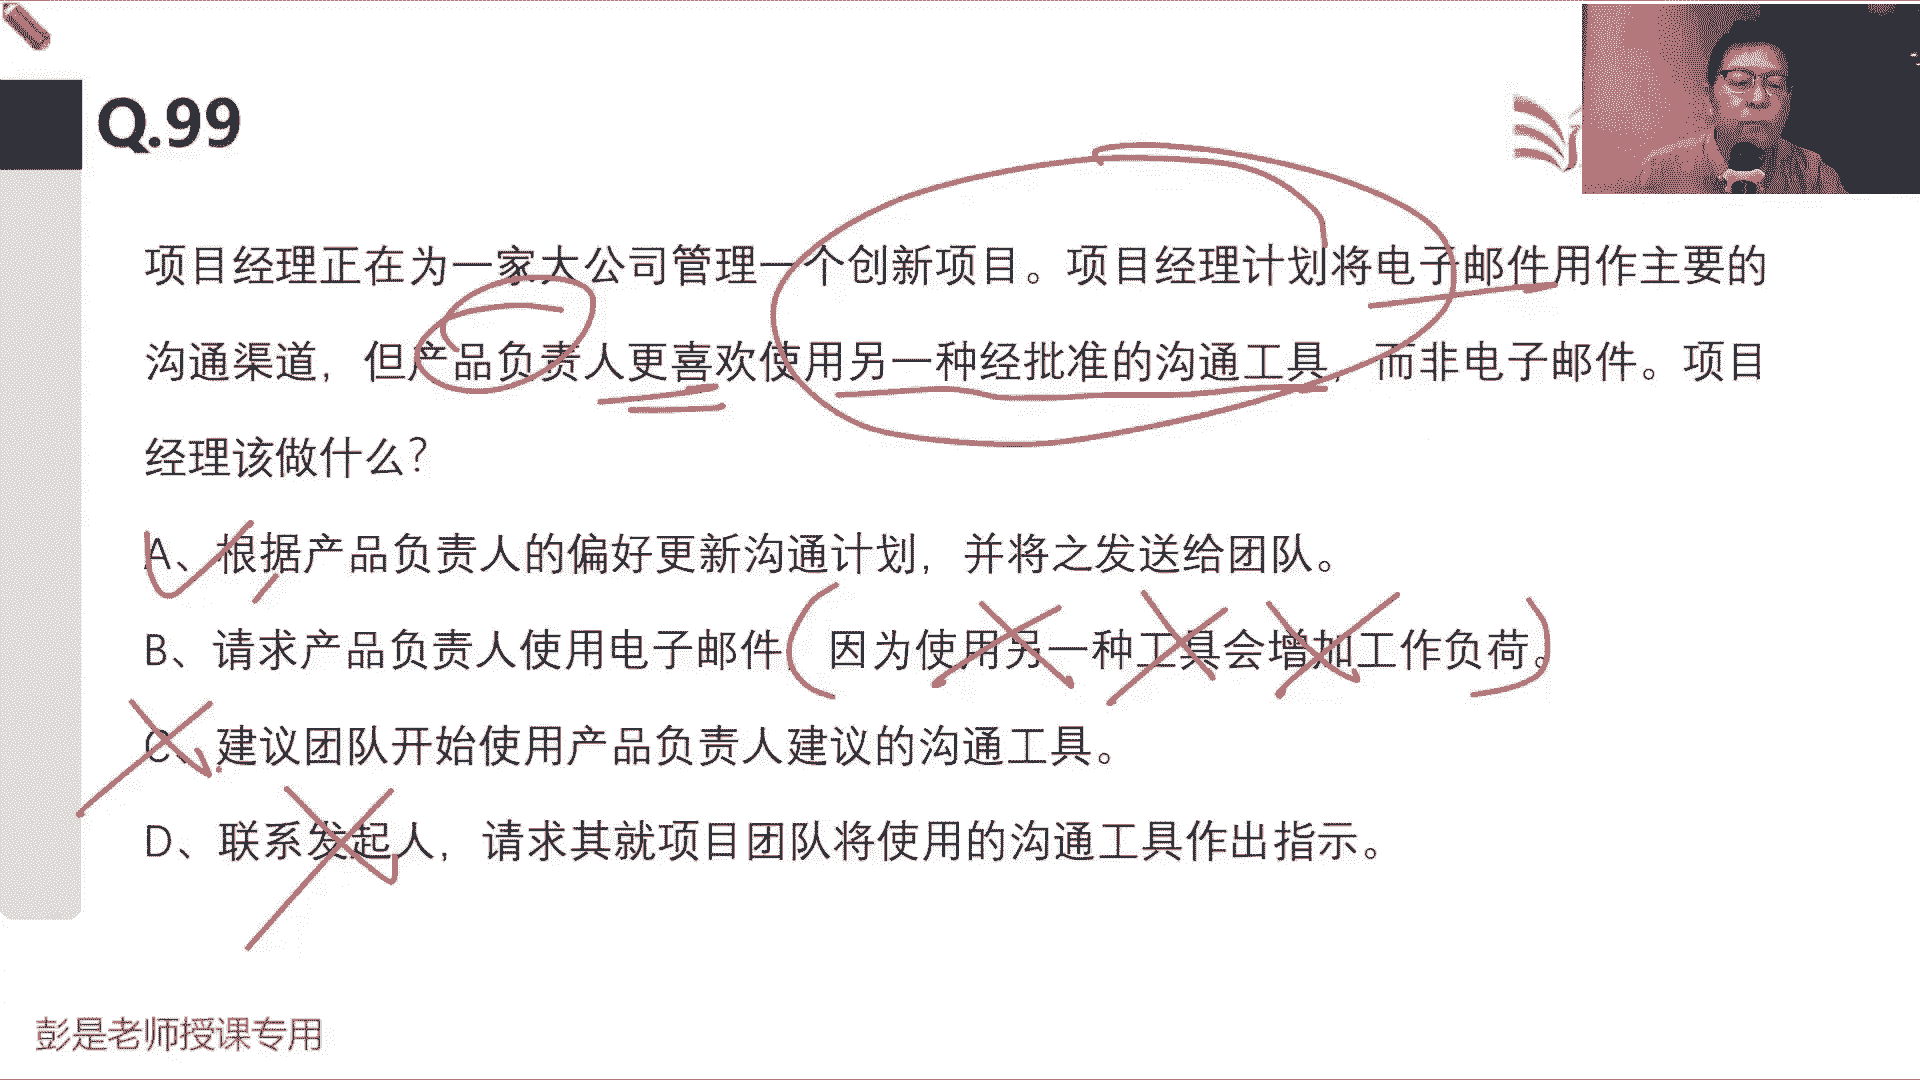 Q.99
项目经理正在为一家大公司管理一个创新项目。项目经理计划将电子邮件用作主要的
沟通渠道，但产品负责人更喜欢使用另一种经批准的沟通工具，而非电子邮件。项目
经理该做什么？
A、根据产品负责人的偏好更新沟通计划，并将之发送给团队。
B、请求产品负责人使用电子邮件，因为使用另一种工具会增加工作负荷。
C、建议团队开始使用产品负责人建议的沟通工具。
D、联系发起人，请求其就项目团队将使用的沟通工具作出指示。
彭是老师授课专用